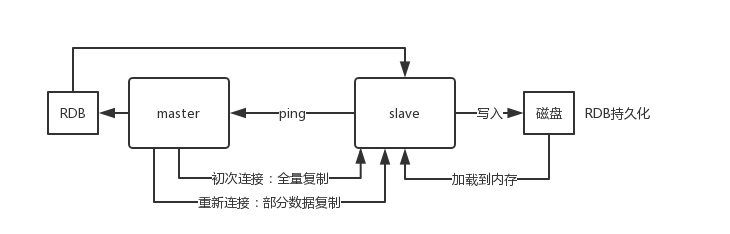 RDB
master
ping
slave
写入
磁盘
RDB持久化
初次连接：全量复制
加载到内存
重新连接：部分数据复制